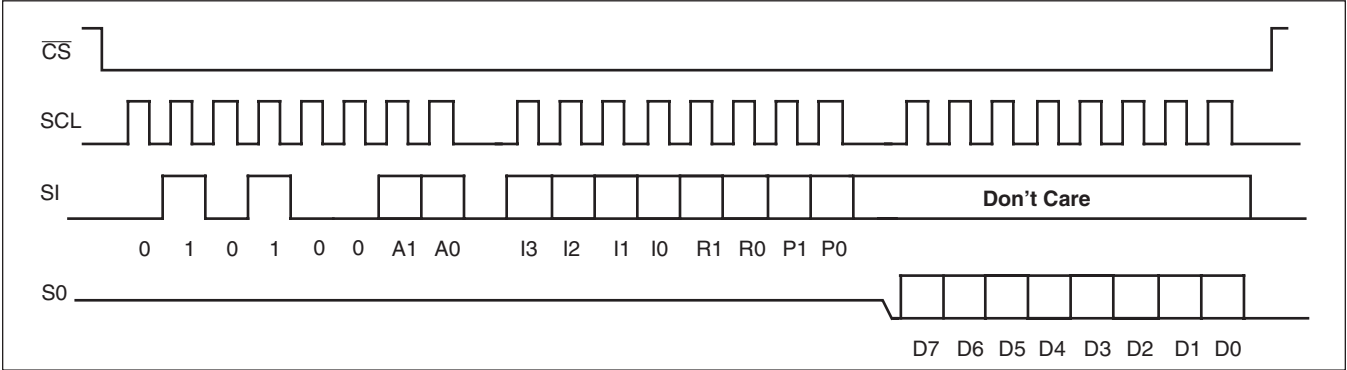 CS
SCL
SI
Don't Care
0 1 0 1 0 0 A1 A0 I3 I2 I1 I0 R1 R0 P1 P0
S0
D7 D6 D5 D4 D3 D2 D1 D0